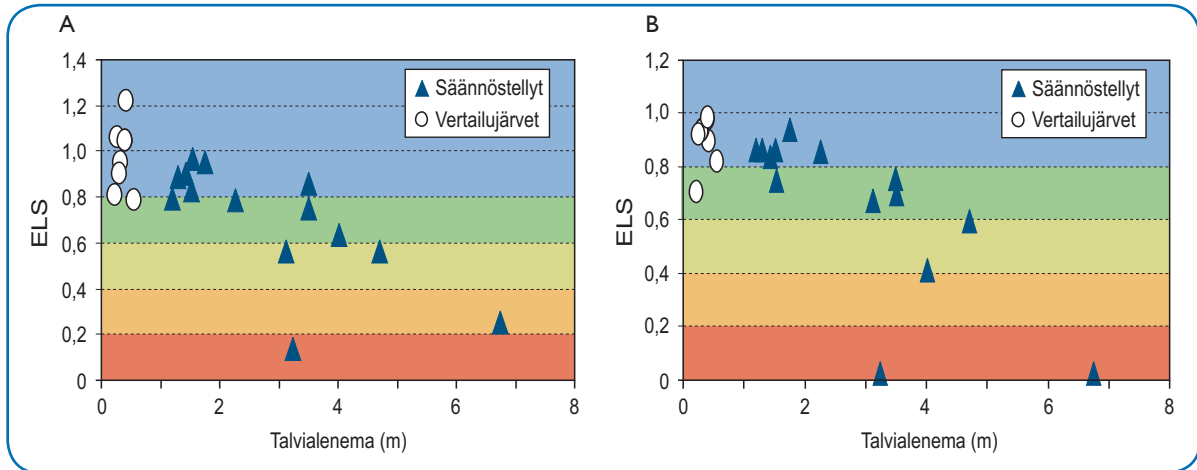 A
1,4
1,2
1,0
0,8
0,6
0,4
0,2
0
ELS
Säännöstellyt
Vertailujärvet
0 2 4 6 8
Talvialenema (m)
B
1,2
1,0
0,8
0,6
0,4
0,2
0
ELS
Säännöstellyt
Vertailujärvet
0 2 4 6 8
Talvialenema (m)